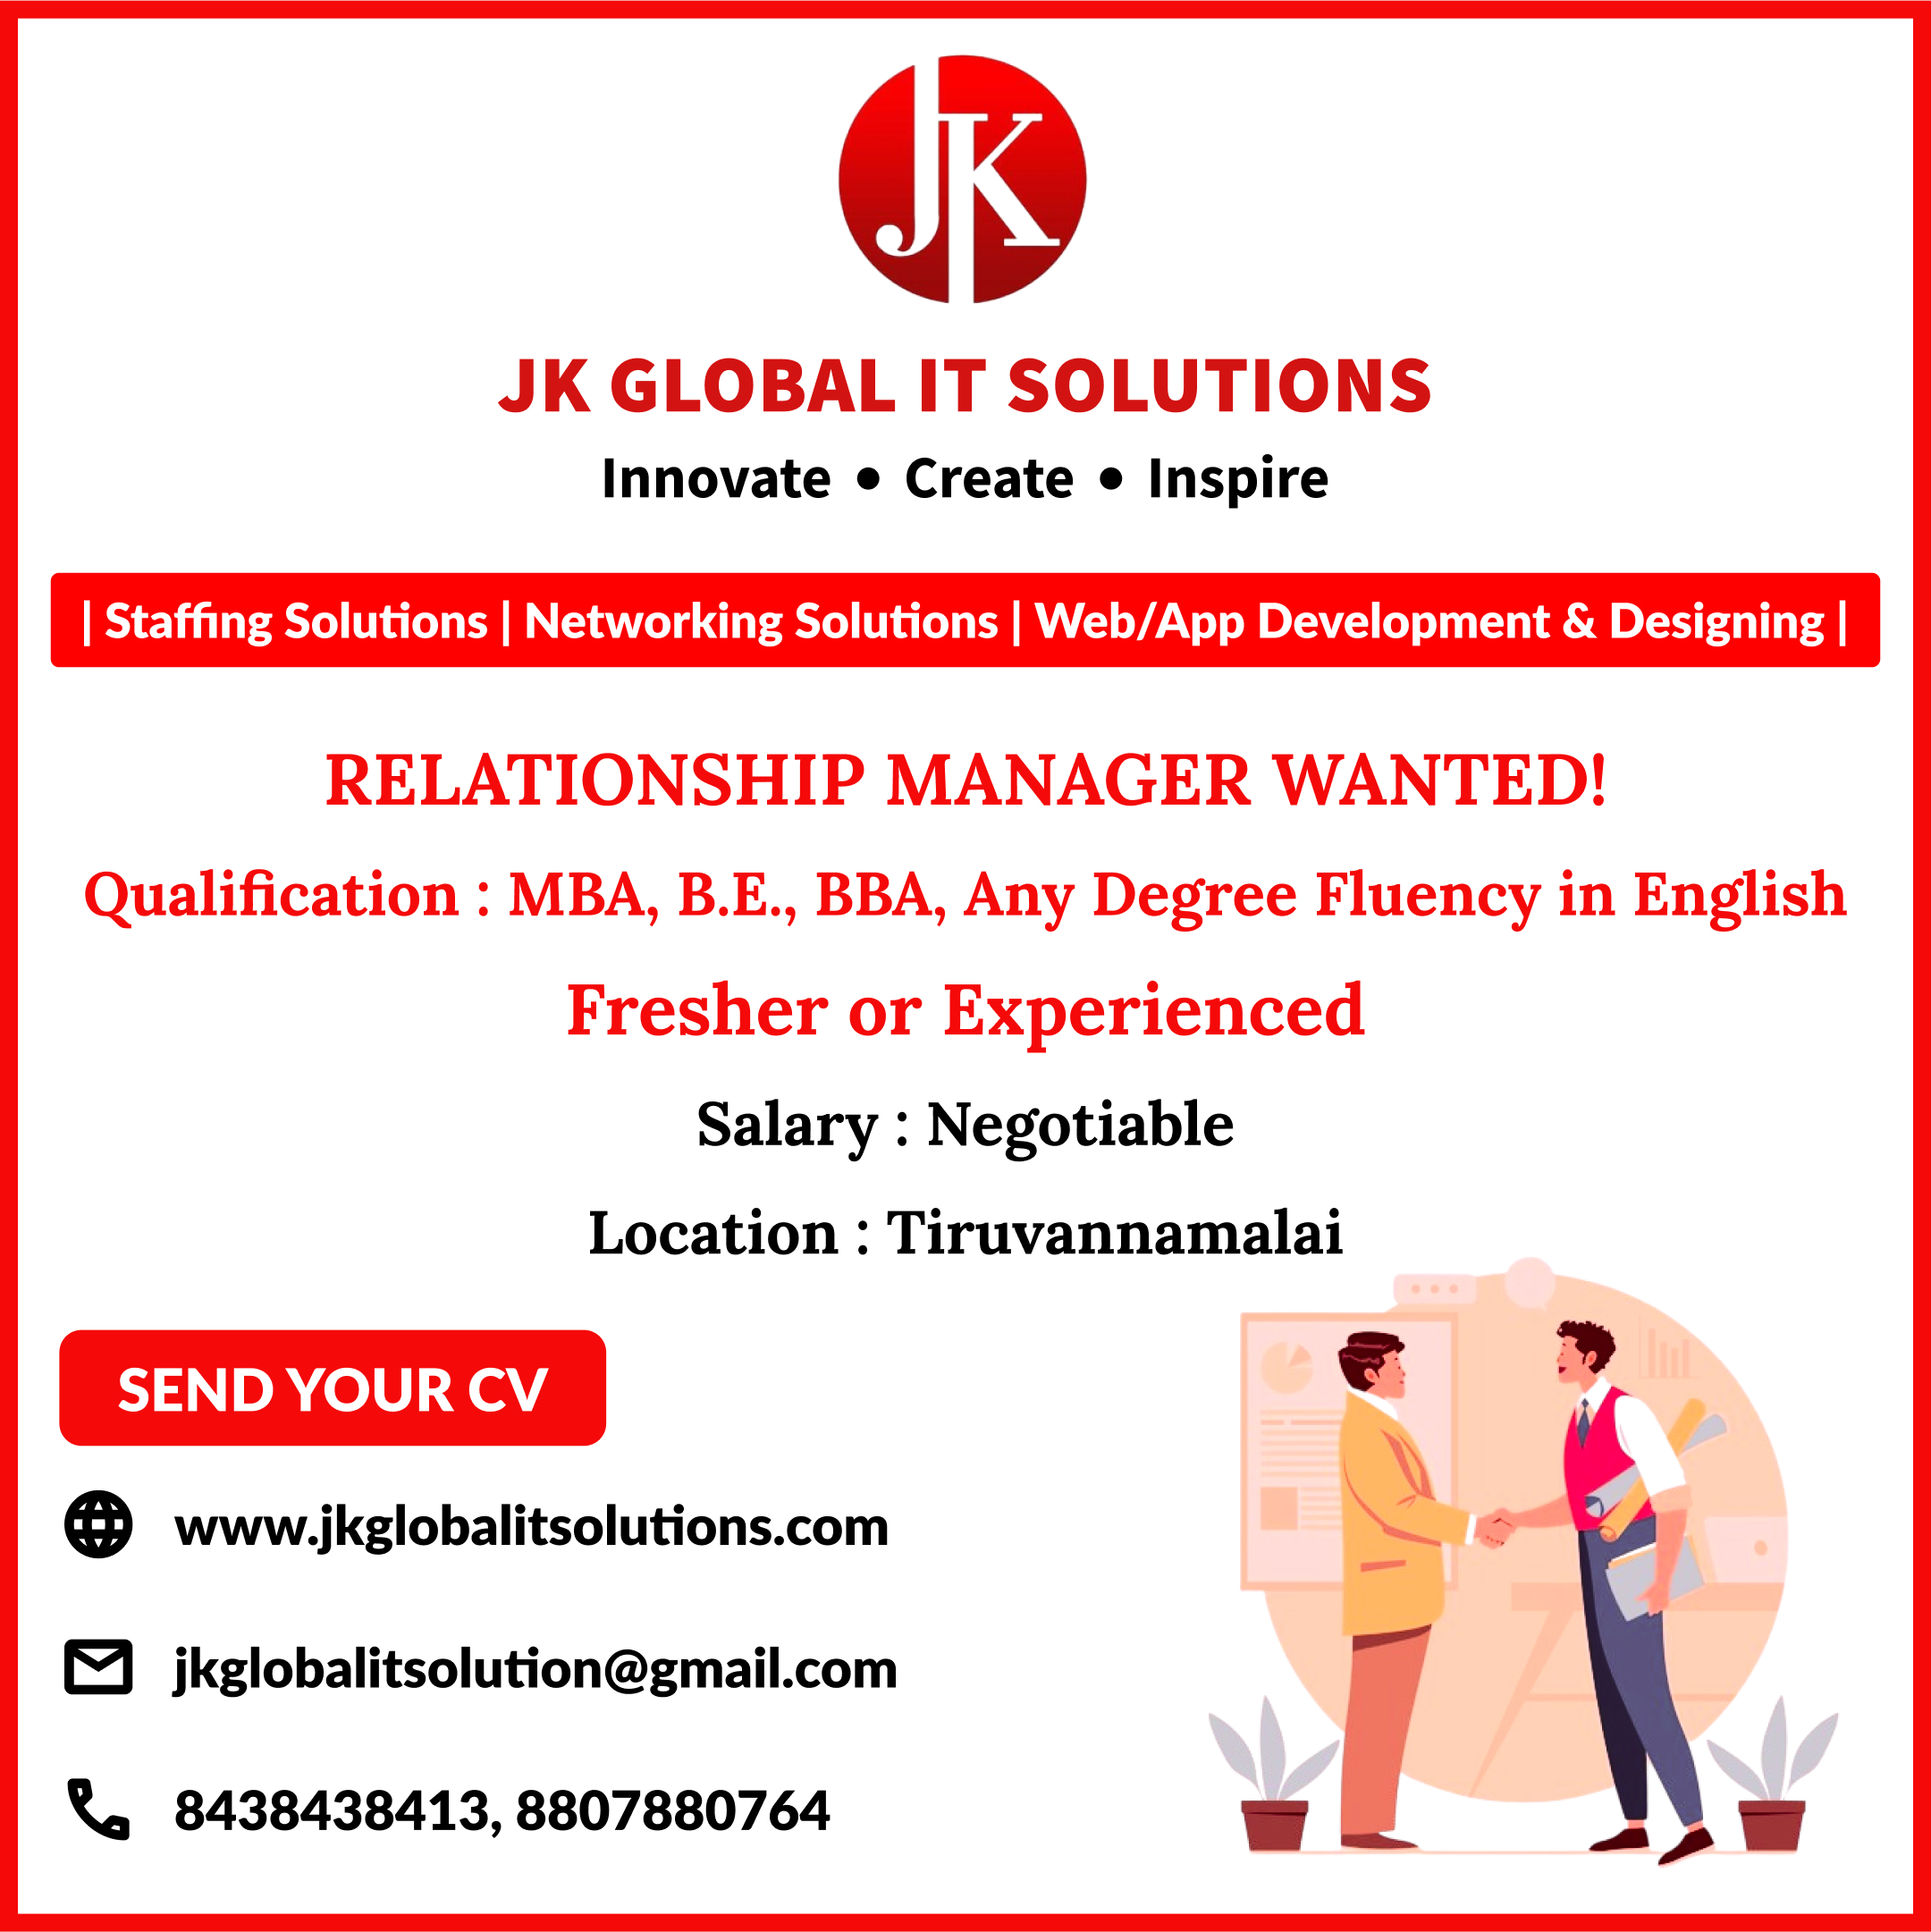 JK
JK GLOBAL IT SOLUTIONS
Innovate • Create • Inspire
| Staffing Solutions | Networking Solutions | Web/App Development & Designing |
RELATIONSHIP MANAGER WANTED!
Qualification : MBA, B.E., BBA, Any Degree Fluency in English
Fresher or Experienced
Salary : Negotiable
Location : Tiruvannamalai
SEND YOUR CV
www.jkglobalitsolutions.com
jkglobalitsolution@gmail.com
8438438413, 8807880764